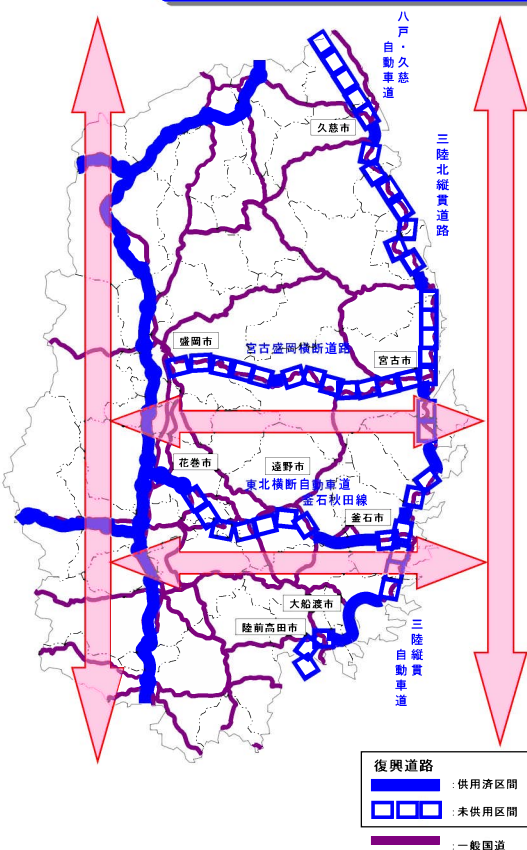 八戸・久慈
自動車道
久慈市
三陸北縦貫道路
盛岡市
宮古盛岡横断道路
宮古市
花巻市
遠野市
東北横断自動車道
釜石秋田線
釜石市
大船渡市
陸前高田市
三陸縦貫
自動車道
復興道路
:供用済区間
:未供用区間
:一般国道